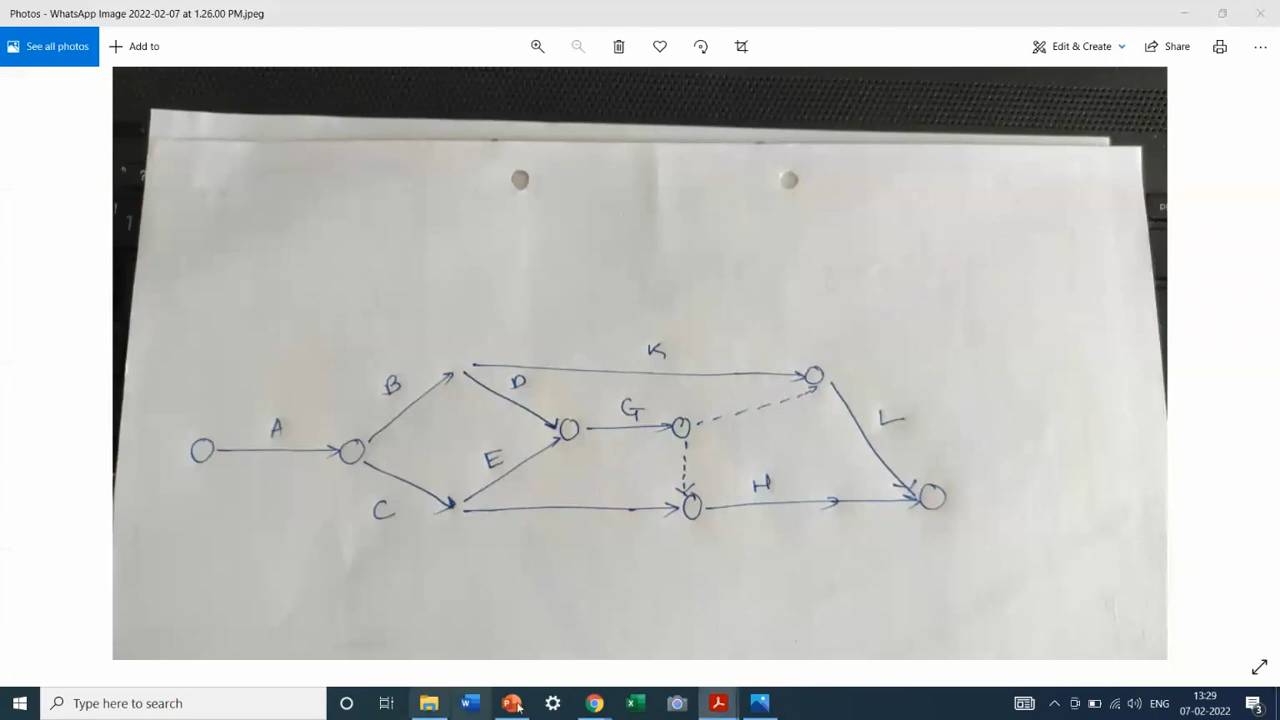 Photos - WhatsApp Image 2022-02-07 at 1.26.00 PM.jpeg
See all photos
Add to
Edit & Create
Share
K
B
D
G
A
L
E
H
C
Type here to search
ENG
13:29
07-02-2022
3